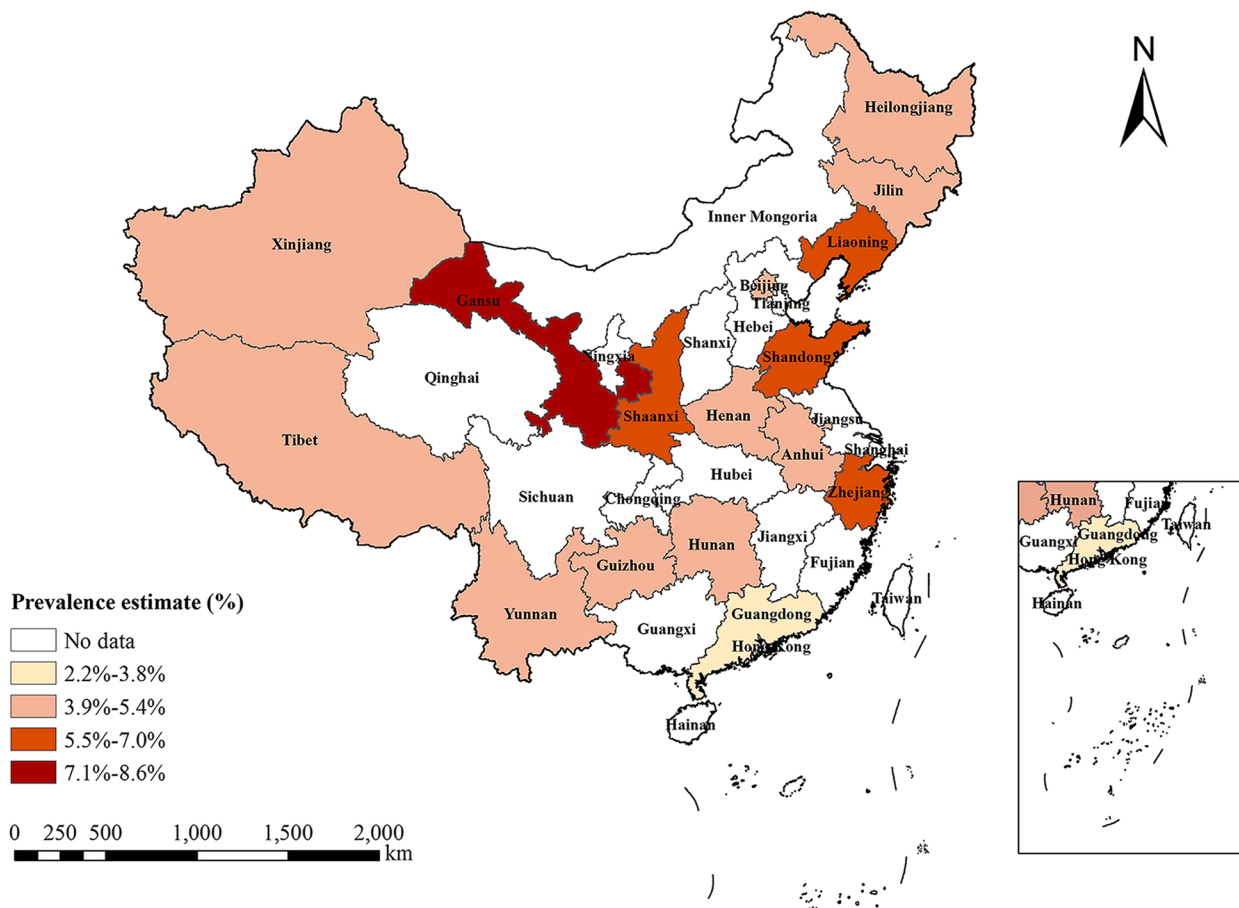 N
Heilongjiang
Jilin
Inner Mongoria
Liaoning
Xinjiang
Beijing
Tianjing
Gansu
Hebei
Shanxi
Shandong
Ningxia
Qinghai
Shaanxi
Henan
Jiangsu
Tibet
Anhui
Shanghai
Hubei
Zhejiang
Sichuan
Chongqing
Hunan
Jiangxi
Guizhou
Fujian
Yunnan
Guangdong
Taiwan
Guangxi
Hong Kong
Hainan
Hunan
Fujian
Taiwan
Guangxi
Guangdong
Hong Kong
Hainan
Prevalence estimate (%)
No data
2.2%-3.8%
3.9%-5.4%
5.5%-7.0%
7.1%-8.6%
0 250 500 1,000 1,500 2,000
km